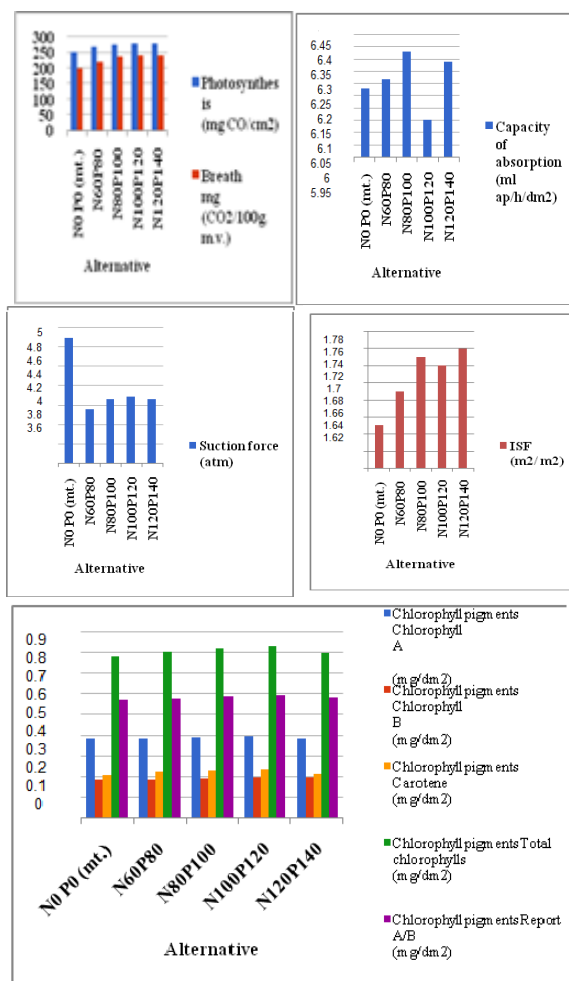 300
250
200
150
100
50
0
N0 P0 (mt.)
N60P80
N80P100
N100P120
N120P140
Alternative
Photosynthes
is
(mg CO/cm2)
Breath
mg
(CO2/100g
m.v.)
6.45
6.4
6.35
6.3
6.25
6.2
6.15
6.1
6.05
6
5.95
N0 P0 (mt.)
N60P80
N80P100
N100P120
N120P140
Alternative
Capacity
of
absorption
(ml
ap/h/dm2)
5
4.8
4.6
4.4
4.2
4
3.8
3.6
N0 P0 (mt.)
N60P80
N80P100
N100P120
N120P140
Alternative
Suction force
(atm)
1.78
1.76
1.74
1.72
1.7
1.68
1.66
1.64
1.62
N0 P0 (mt.)
N60P80
N80P100
N100P120
N120P140
Alternative
ISF
(m2/m2)
0.9
0.8
0.7
0.6
0.5
0.4
0.3
0.2
0.1
0
N0 P0 (mt.)
N60P80
N80P100
N100P120
N120P140
Alternative
Chlorophyll pigments
Chlorophyll
A
(mg/dm2)
Chlorophyll pigments
Chlorophyll
B
(mg/dm2)
Chlorophyll pigments
Carotene
(mg/dm2)
Chlorophyll pigments Total
chlorophylls
(mg/dm2)
Chlorophyll pigments Report
A/B
(mg/dm2)